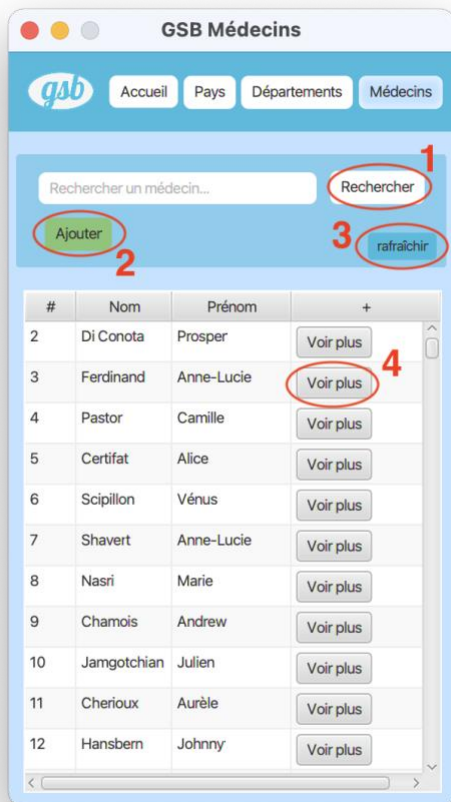 GSB Médecins
gsb Accueil Pays Départements Médecins
1
Rechercher un médecin... Rechercher
Ajouter 3 rafraîchir
2
# Nom Prénom +
2 Di Conota Prosper Voir plus
3 Ferdinand Anne-Lucie Voir plus 4
4 Pastor Camille Voir plus
5 Certifat Alice Voir plus
6 Scipillon Vénus Voir plus
7 Shavert Anne-Lucie Voir plus
8 Nasri Marie Voir plus
9 Chamois Andrew Voir plus
10 Jamgotchian Julien Voir plus
11 Cherioux Aurèle Voir plus
12 Hansbern Johnny Voir plus